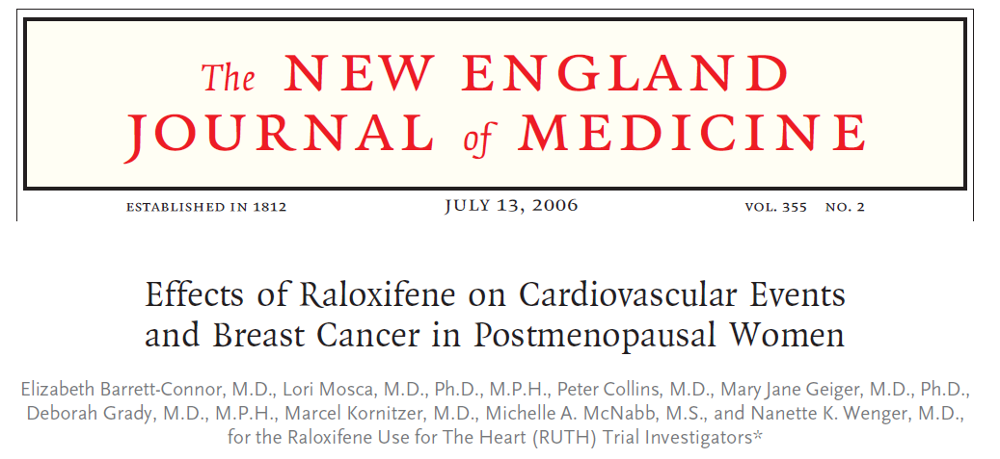 The NEW ENGLAND
JOURNAL of MEDICINE
ESTABLISHED IN 1812 JULY 13, 2006 VOL. 355 NO. 2
Effects of Raloxifene on Cardiovascular Events
and Breast Cancer in Postmenopausal Women
Elizabeth Barrett-Connor, M.D., Lori Mosca, M.D., Ph.D., M.P.H., Peter Collins, M.D., Mary Jane Geiger, M.D., Ph.D.,
Deborah Grady, M.D., M.P.H., Marcel Kornitzer, M.D., Michelle A. McNabb, M.S., and Nanette K. Wenger, M.D.,
for the Raloxifene Use for The Heart (RUTH) Trial Investigators*